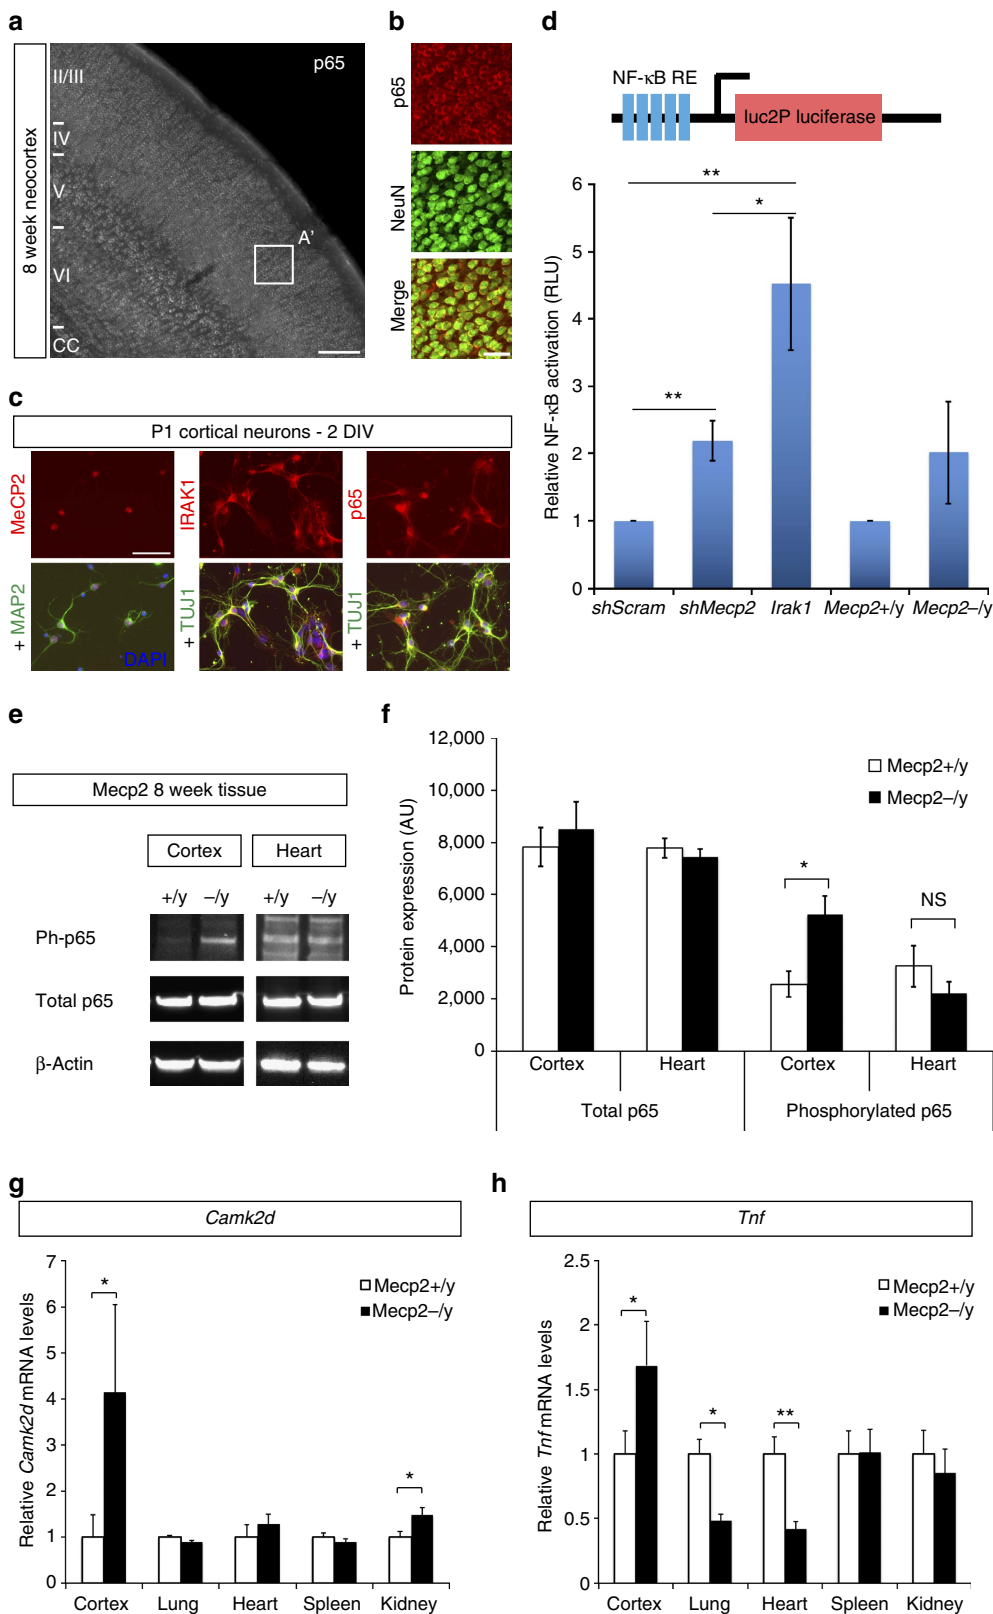 a
8 week neocortex
p65
II/III
IV
V
VI
CC
A'
b
p65
NeuN
Merge
c
P1 cortical neurons - 2 DIV
MeCP2
IRAK1
p65
+ MAP2
DAPI
+ TUJ1
+ TUJ1
d
NF-κB RE
luc2P luciferase
Relative NF-κB activation (RLU)
6
5
4
3
2
1
0
**
*
**
shScram shMecp2 Irak1 Mecp2+/y Mecp2–/y
e
Mecp2 8 week tissue
Cortex Heart
+/y –/y +/y –/y
Ph-p65
Total p65
β-Actin
f
Protein expression (AU)
12,000
10,000
8,000
6,000
4,000
2,000
0
Mecp2+/y
Mecp2–/y
*
NS
Cortex Heart Cortex Heart
Total p65 Phosphorylated p65
g
Camk2d
Relative Camk2d mRNA levels
7
6
5
4
3
2
1
0
Mecp2+/y
Mecp2–/y
*
*
Cortex Lung Heart Spleen Kidney
h
Tnf
Relative Tnf mRNA levels
2.5
2
1.5
1
0.5
0
Mecp2+/y
Mecp2–/y
*
*
**
Cortex Lung Heart Spleen Kidney